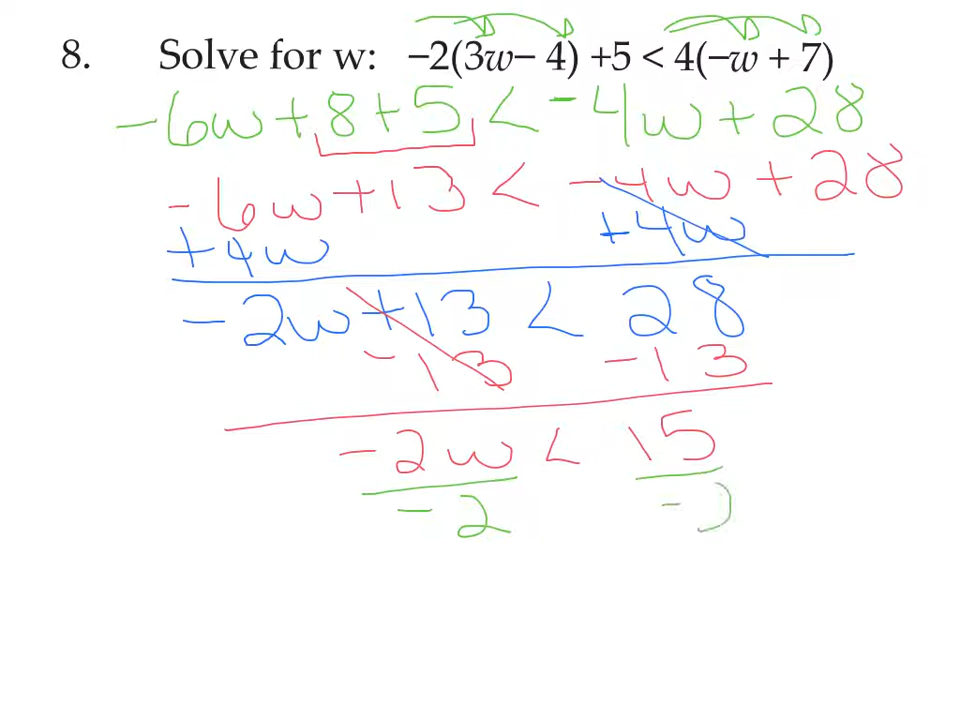 8. Solve for w: −2(3w− 4) +5 < 4(−w + 7)
-6w+8+5 < -4w+28
-6w+13 < -4w+28
+4w +4w
-2w+13 < 28
-13 -13
-2w < 15
-2 -2